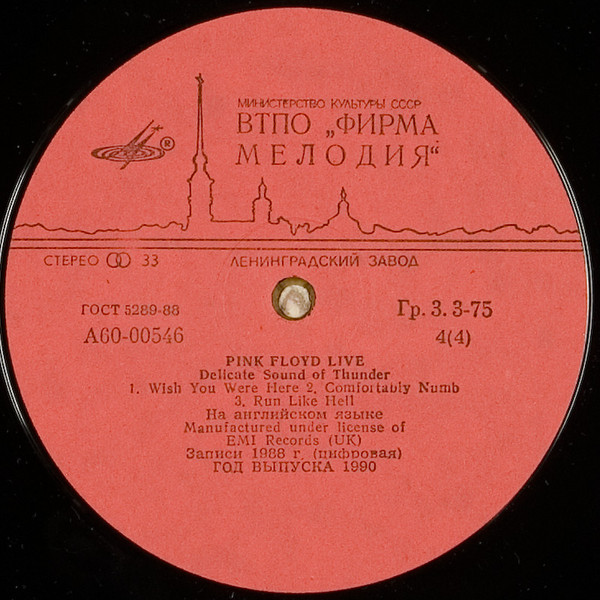 МИНИСТЕРСТВО КУЛЬТУРЫ СССР
ВТПО „ФИРМА
МЕЛОДИЯ“
®
СТЕРЕО 33
ЛЕНИНГРАДСКИЙ ЗАВОД
ГОСТ 5289-88
Гр. 3. 3-75
А60-00546
4(4)
PINK FLOYD LIVE
Delicate Sound of Thunder
1. Wish You Were Here 2. Comfortably Numb
3. Run Like Hell
На английском языке
Manufactured under license of
EMI Records (UK)
Записи 1988 г. (цифровая)
ГОД ВЫПУСКА 1990